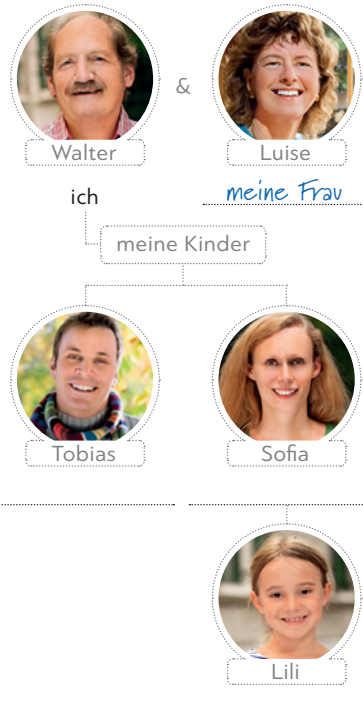 &
Walter
Luise
ich
meine Frau
meine Kinder
Tobias
Sofia
Lili